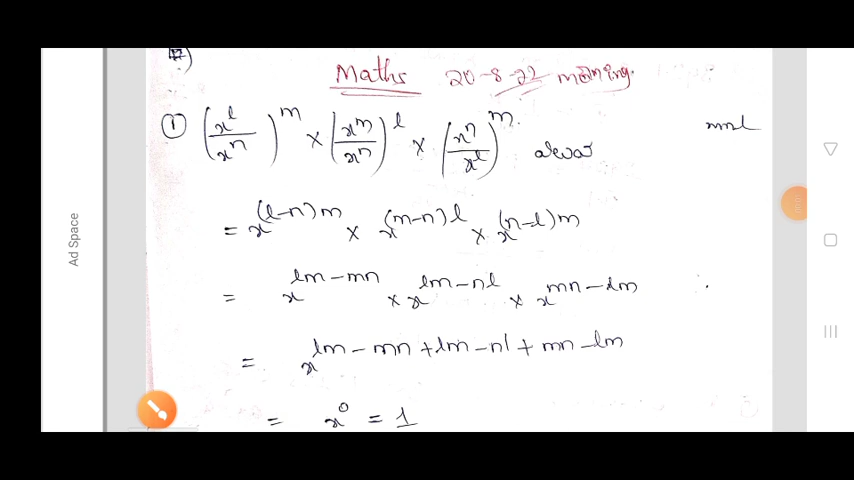 Maths 20-8-22 morning.
① (x^l/x^n)^m × (x^m/x^n)^l × (x^n/x^l)^m విలువ
mnl
= x^(l-n)m × x^(m-n)l × x^(n-l)m
= x^lm-mn × x^lm-nl × x^mn-lm
= x^lm-mn+lm-nl+mn-lm
= x^0 = 1
Ad Space